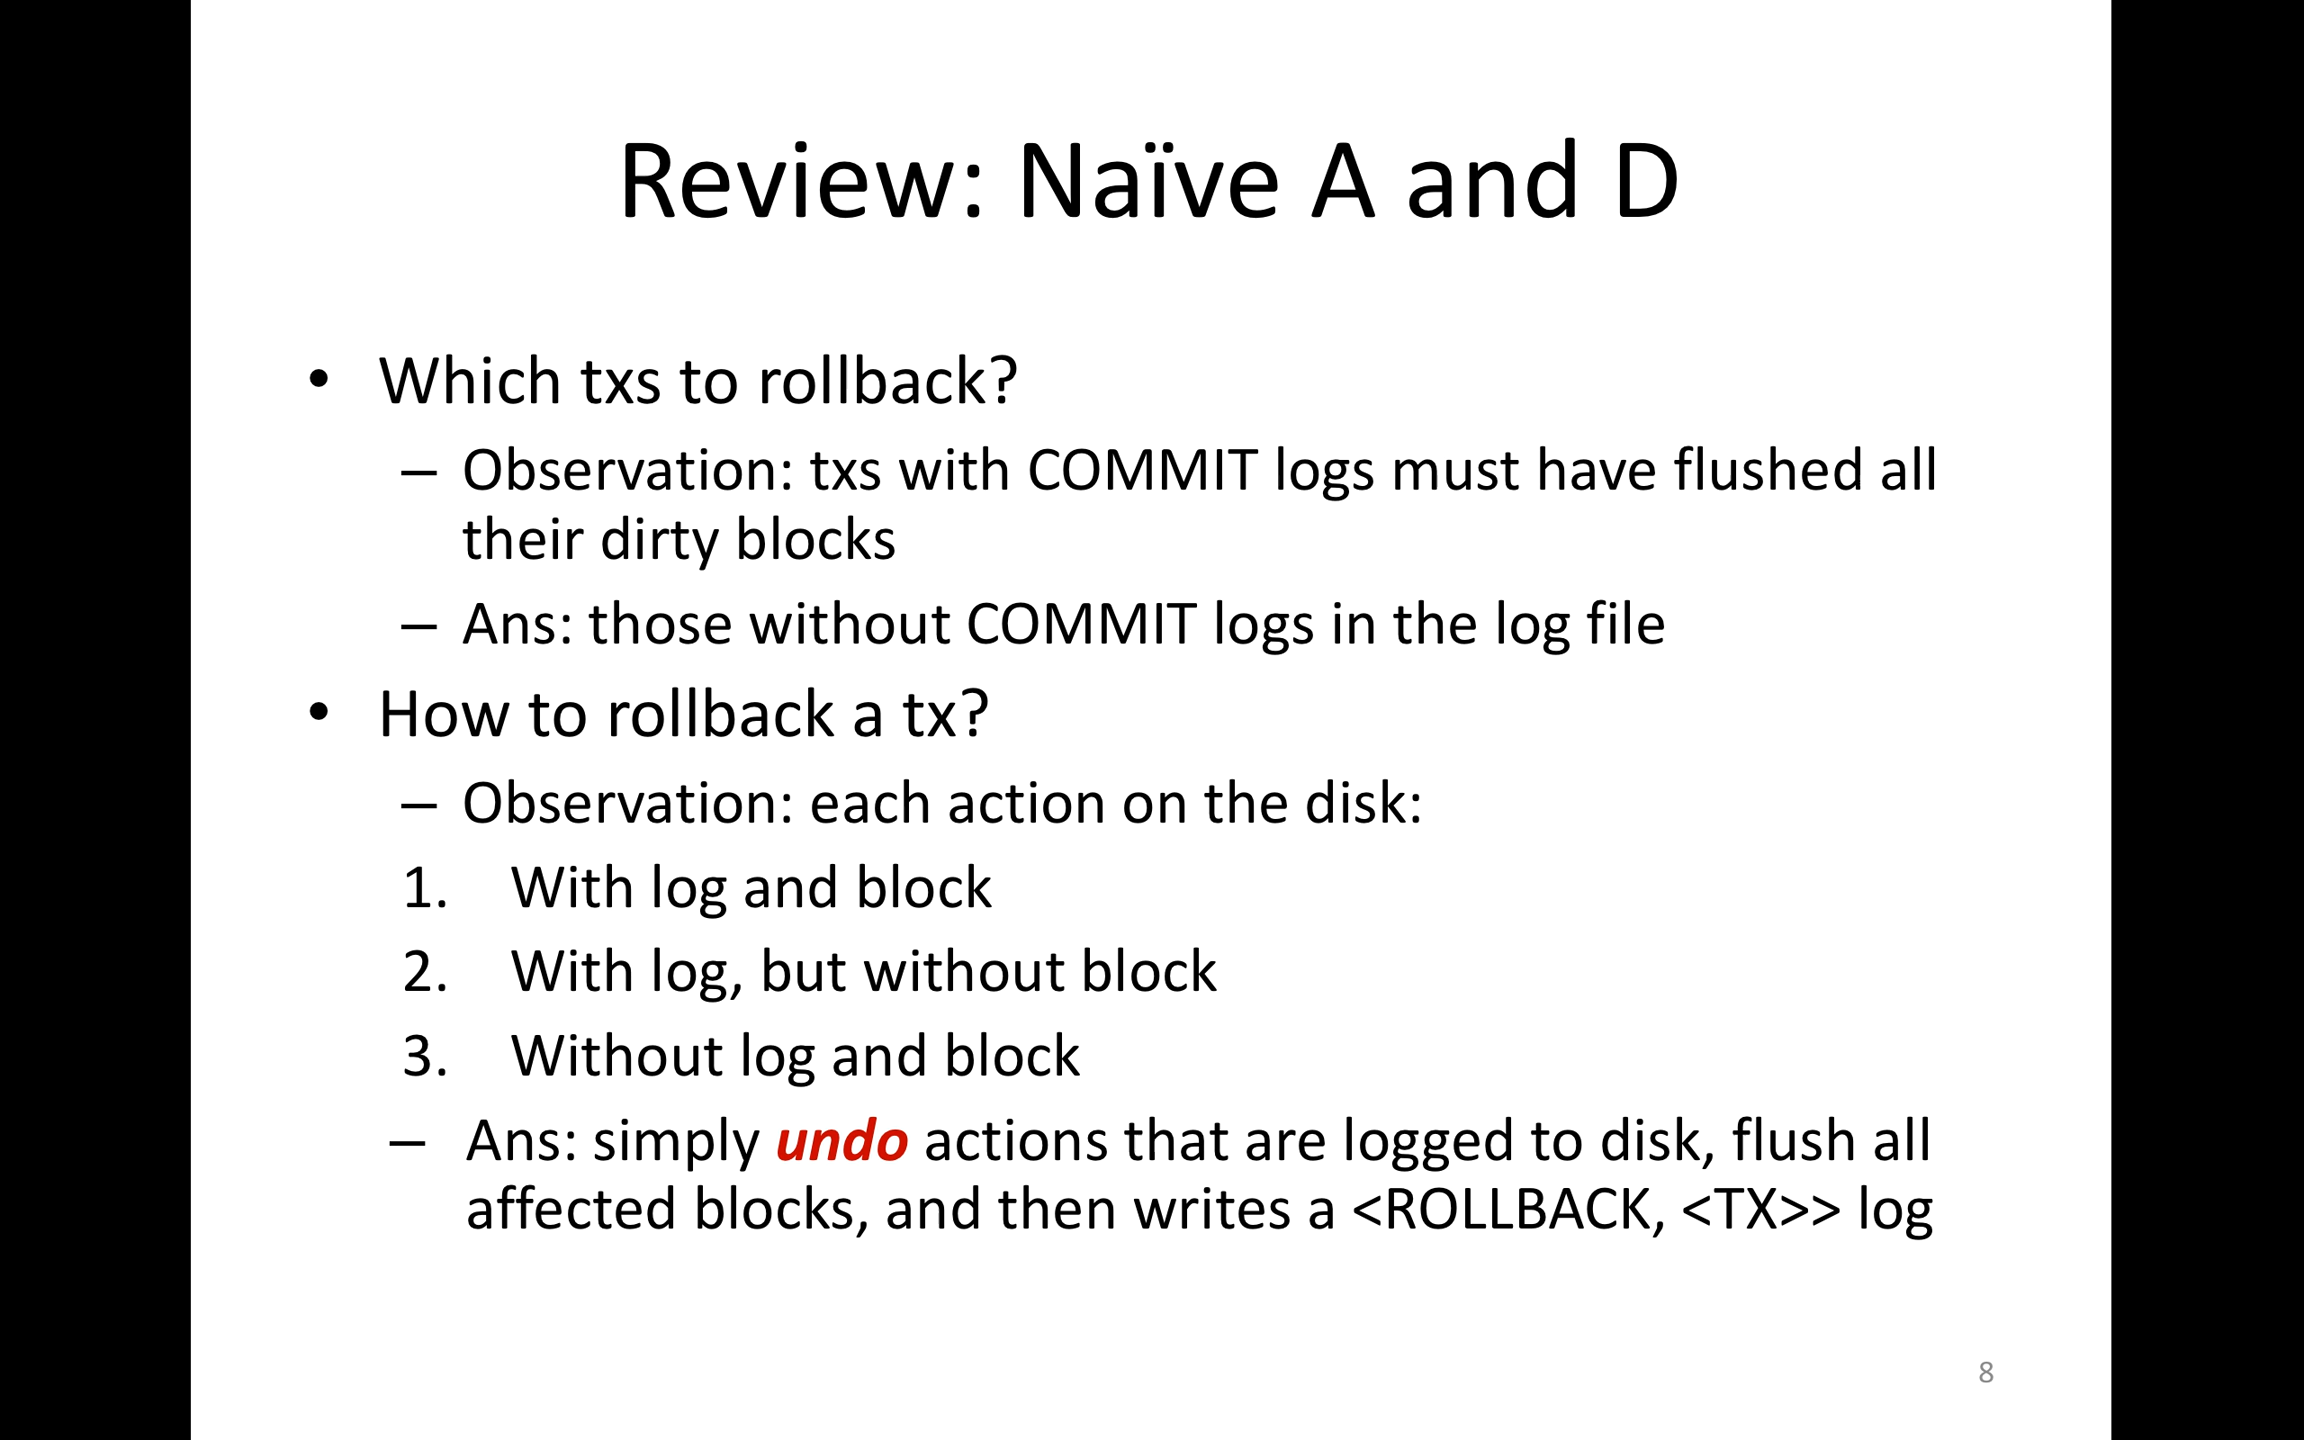 Review: Naïve A and D
• Which txs to rollback?
– Observation: txs with COMMIT logs must have flushed all
their dirty blocks
– Ans: those without COMMIT logs in the log file
• How to rollback a tx?
– Observation: each action on the disk:
1. With log and block
2. With log, but without block
3. Without log and block
– Ans: simply undo actions that are logged to disk, flush all
affected blocks, and then writes a <ROLLBACK, <TX>> log
8